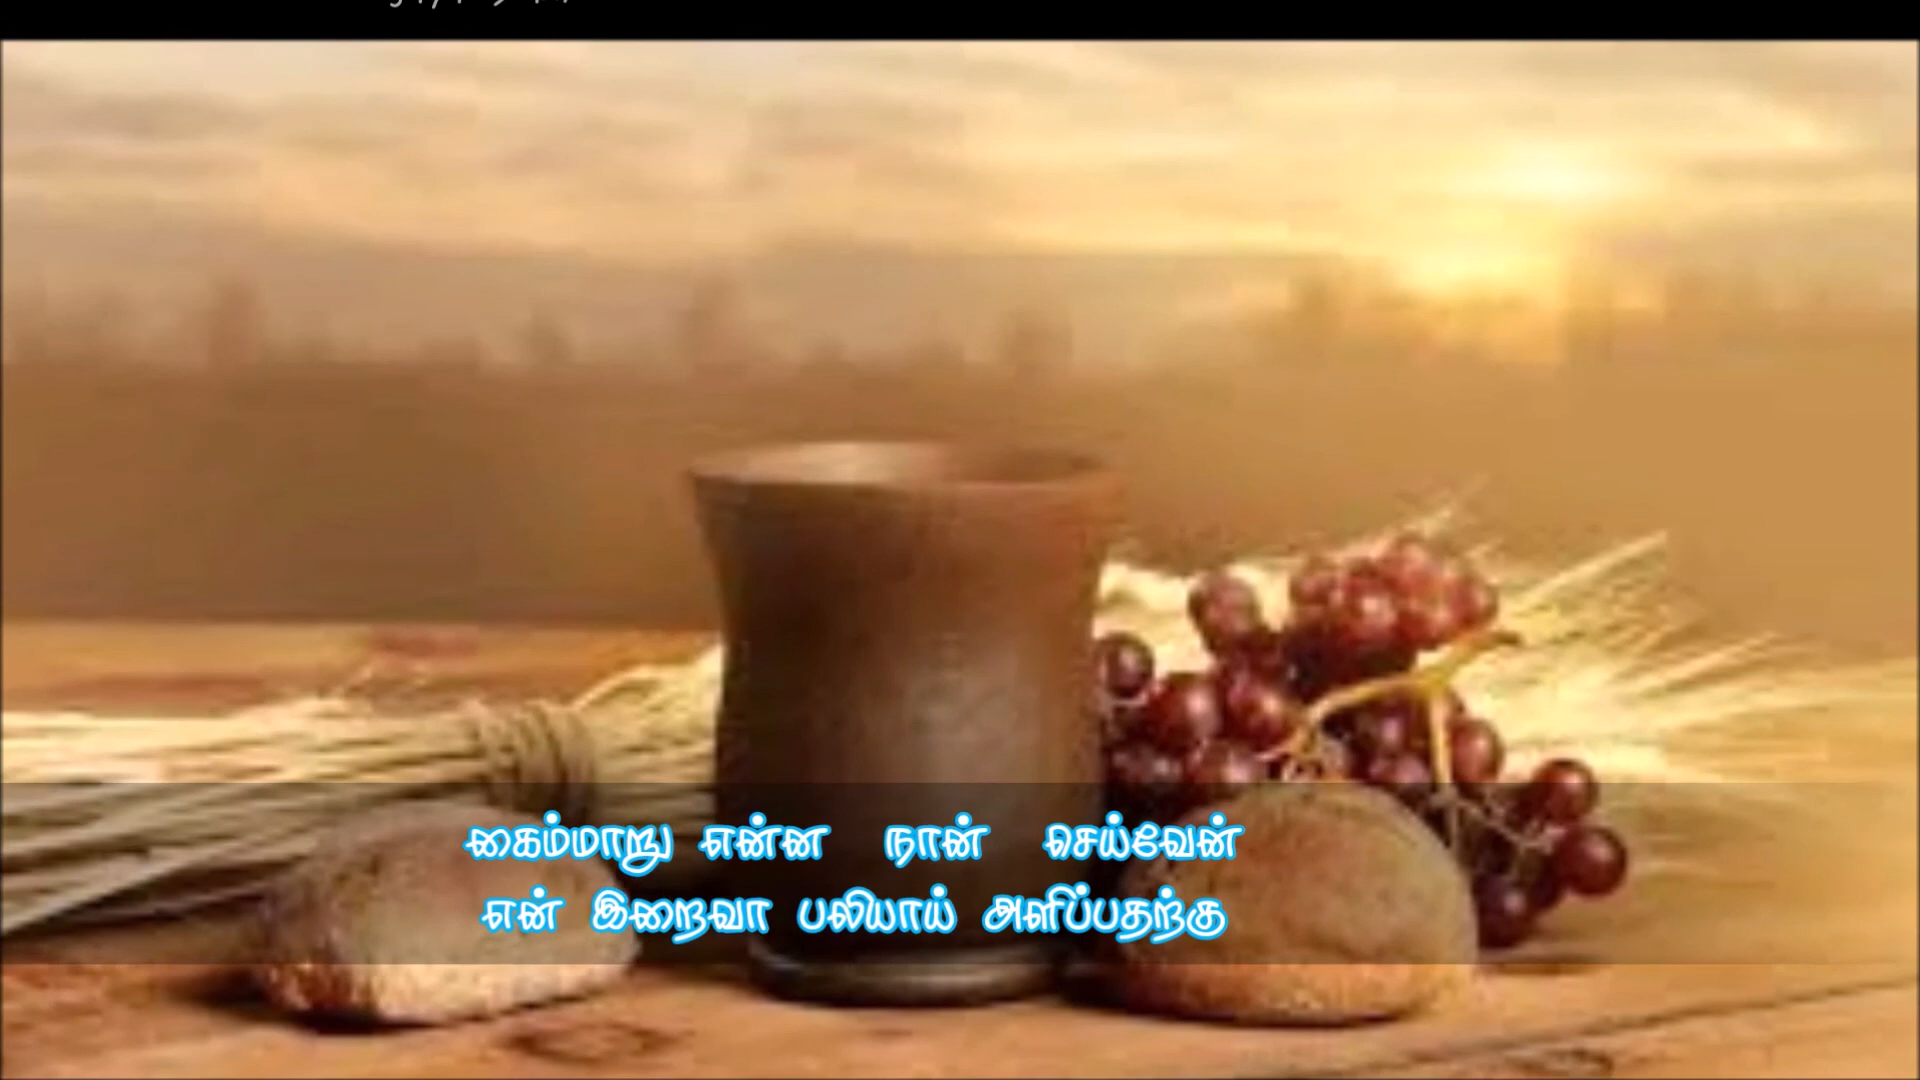 கைம்மாறு என்ன நான் செய்வேன்
என் இறைவா பலியாய் அளிப்பதற்கு